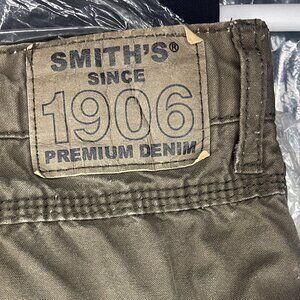 SMITH'S®
SINCE
1906
PREMIUM DENIM